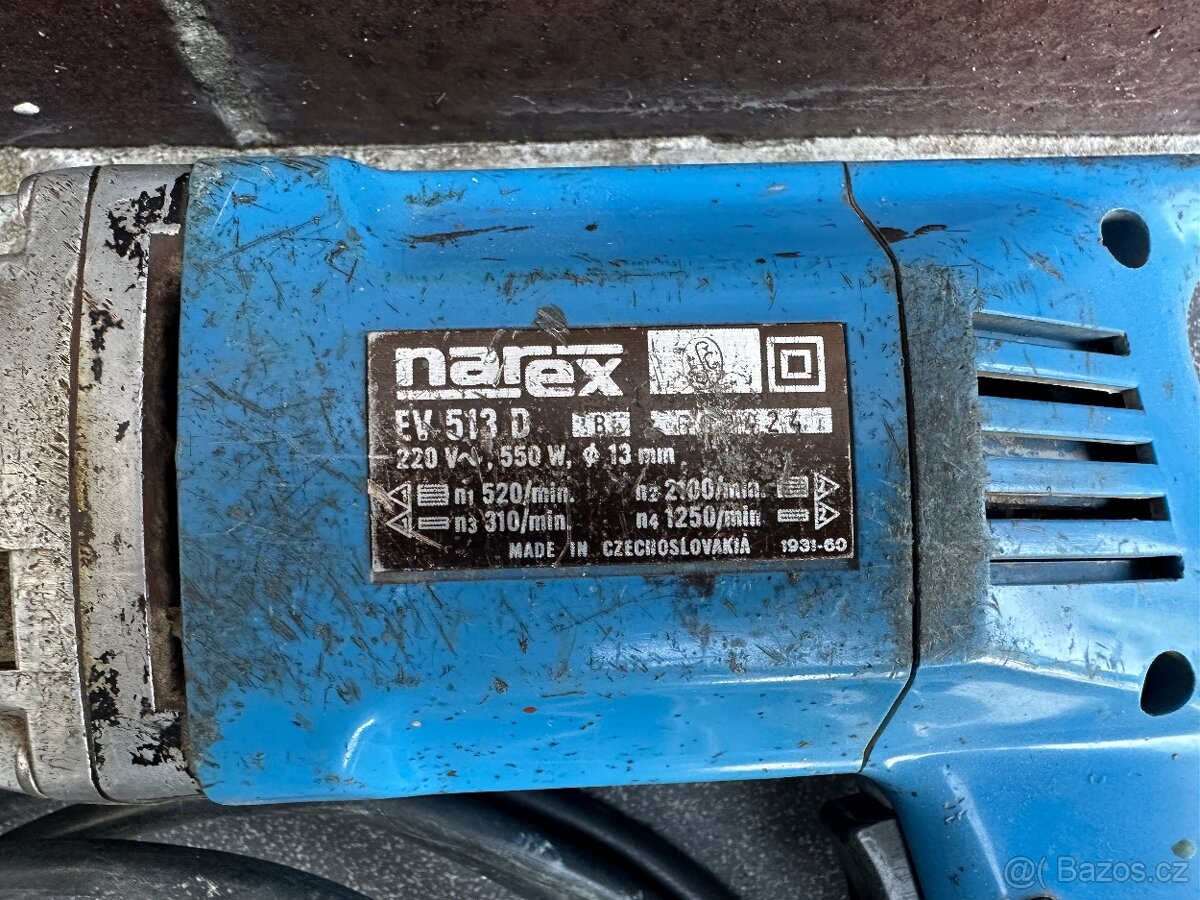 narex
EV 513 D
220 V~, 550 W, ϕ 13 mm
n1 520/min. n2 2100/min.
n3 310/min. n4 1250/min
MADE IN CZECHOSLOVAKIA 1931-60
@( Bazos.cz